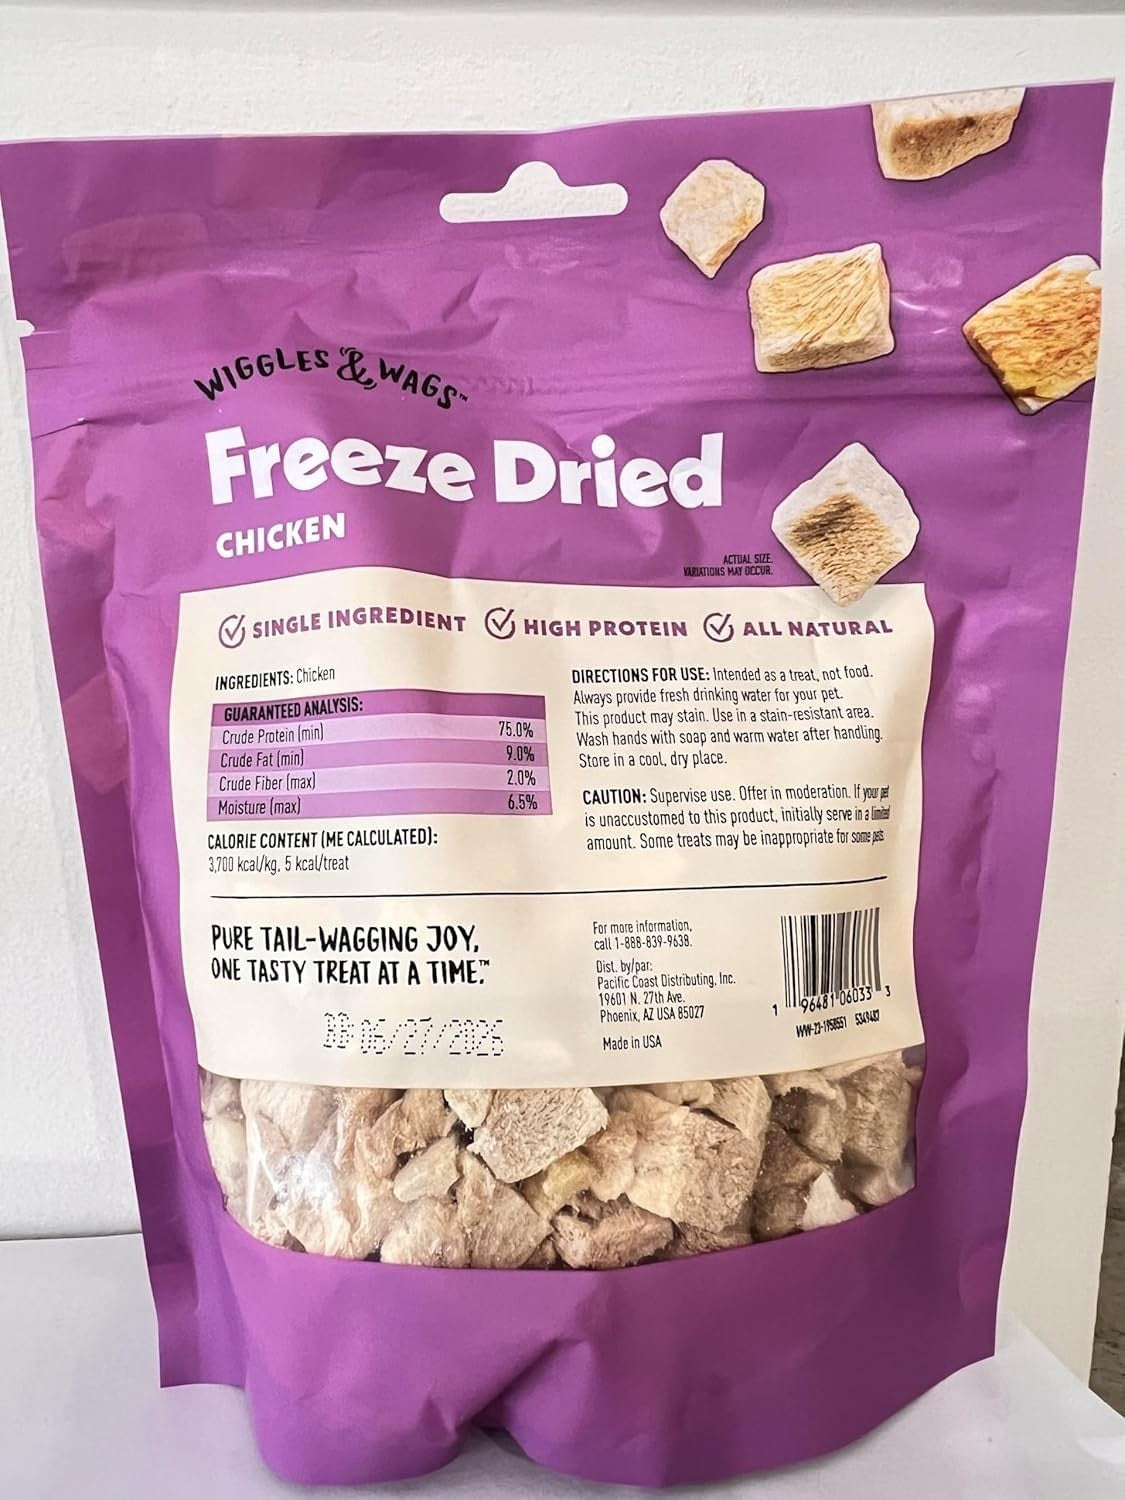 WIGGLES & WAGS™
Freeze Dried
CHICKEN
ACTUAL SIZE.
VARIATIONS MAY OCCUR.
SINGLE INGREDIENT HIGH PROTEIN ALL NATURAL
INGREDIENTS: Chicken
GUARANTEED ANALYSIS:
Crude Protein (min) 75.0%
Crude Fat (min) 9.0%
Crude Fiber (max) 2.0%
Moisture (max) 6.5%
CALORIE CONTENT (ME CALCULATED):
3,700 kcal/kg, 5 kcal/treat
DIRECTIONS FOR USE: Intended as a treat, not food.
Always provide fresh drinking water for your pet.
This product may stain. Use in a stain-resistant area.
Wash hands with soap and warm water after handling.
Store in a cool, dry place.
CAUTION: Supervise use. Offer in moderation. If your pet
is unaccustomed to this product, initially serve in a limited
amount. Some treats may be inappropriate for some pets
PURE TAIL-WAGGING JOY,
ONE TASTY TREAT AT A TIME.™
BB 06/27/2026
For more information,
call 1-888-839-9638.
Dist. by/par:
Pacific Coast Distributing, Inc.
19601 N. 27th Ave.
Phoenix, AZ USA 85027
Made in USA
1 96481 06033 3
WW-23-1958551 5349487